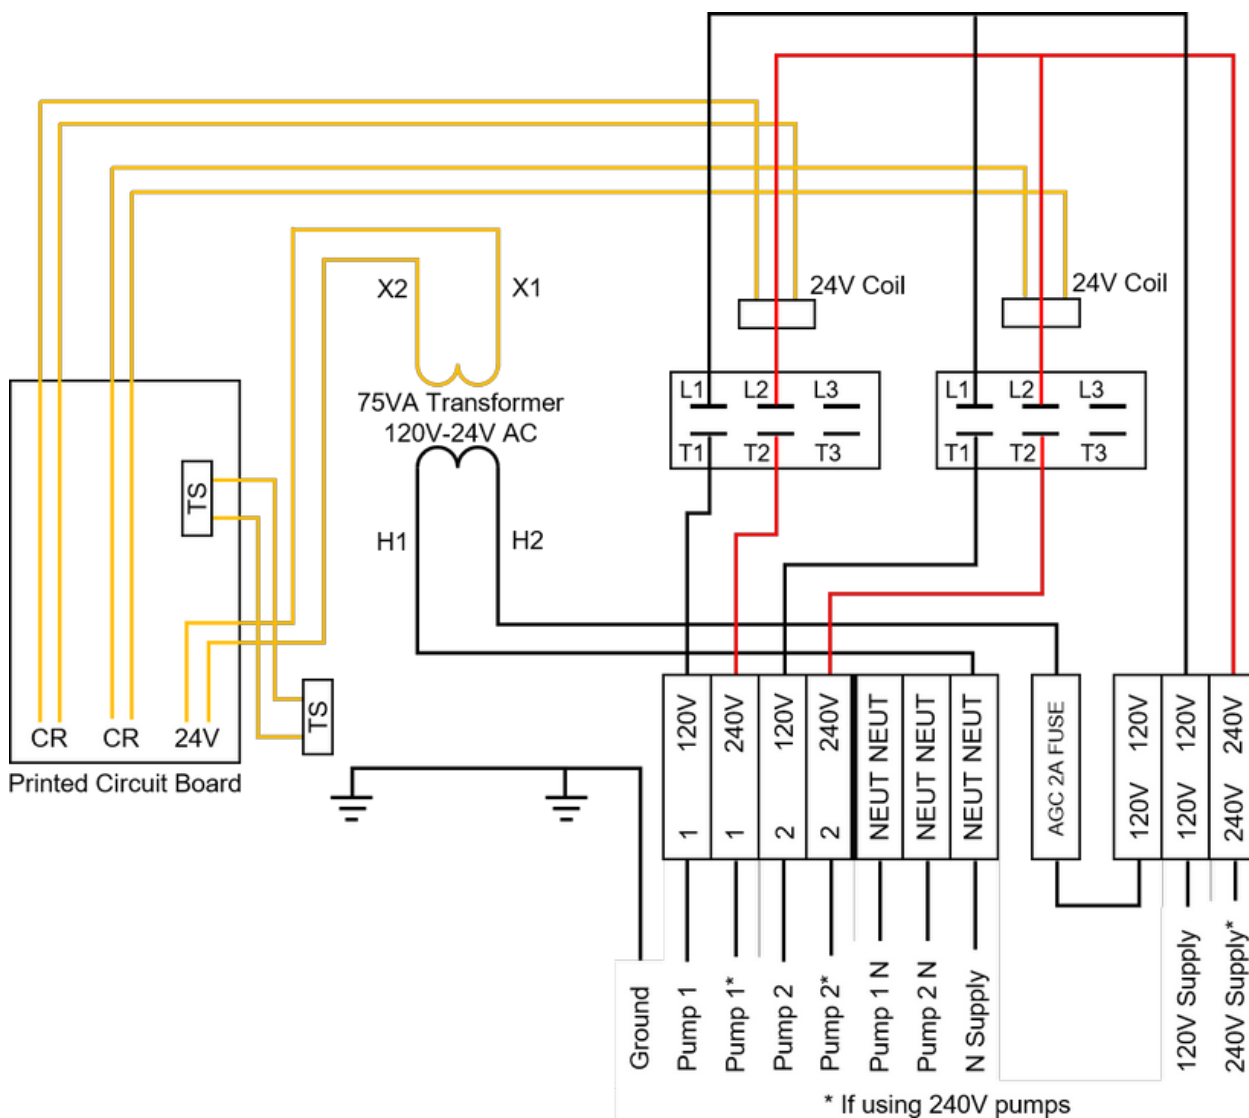 24V Coil
24V Coil
X2
X1
75VA Transformer
120V-24V AC
L1 L2 L3
T1 T2 T3
L1 L2 L3
T1 T2 T3
H1
H2
TS
TS
CR CR 24V
Printed Circuit Board
1 120V
1 240V
2 120V
2 240V
NEUT NEUT
NEUT NEUT
NEUT NEUT
AGC 2A FUSE
120V 120V
120V 120V
240V 240V
Ground
Pump 1
Pump 1*
Pump 2
Pump 2*
Pump 1 N
Pump 2 N
N Supply
120V Supply
240V Supply*
* If using 240V pumps